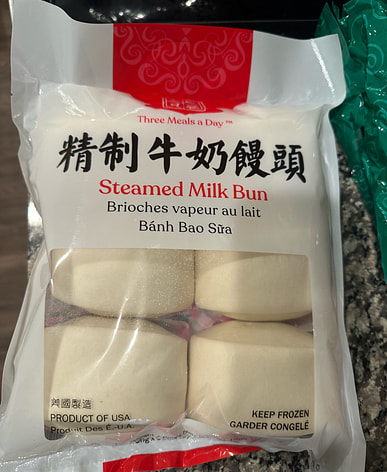 Three Meals a Day™
精制牛奶饅頭
Steamed Milk Bun
Brioches vapeur au lait
Bánh Bao Sữa
美國製造
PRODUCT OF USA
Produit Des É.-U.A.
KEEP FROZEN
GARDER CONGELÉ